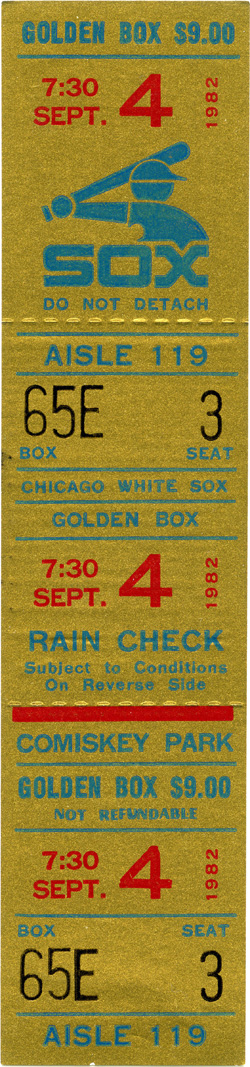 GOLDEN BOX $9.00
7:30 SEPT. 4 1982
SOX
DO NOT DETACH
AISLE 119
65E 3
BOX SEAT
CHICAGO WHITE SOX
GOLDEN BOX
7:30 SEPT. 4 1982
RAIN CHECK
Subject to Conditions
On Reverse Side
COMISKEY PARK
GOLDEN BOX $9.00
NOT REFUNDABLE
7:30 SEPT. 4 1982
BOX SEAT
65E 3
AISLE 119